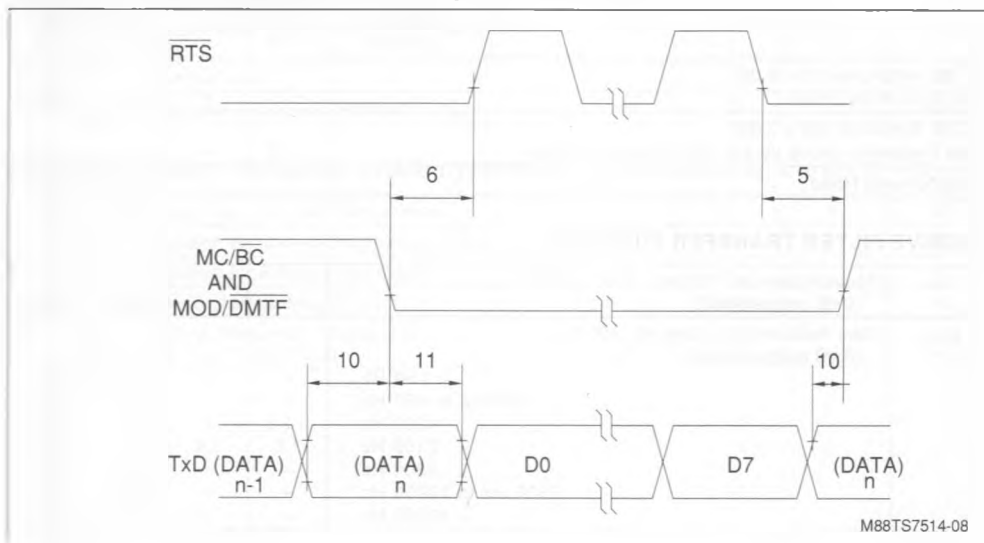 RTS
6
5
MC/BC
AND
MOD/DMTF
10
11
10
TxD (DATA)
n-1
(DATA)
n
D0
D7
(DATA)
n
M88TS7514-08